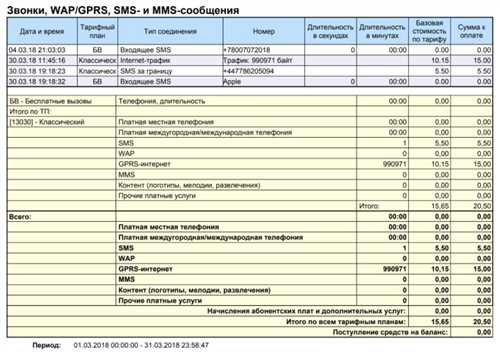 Звонки, WAP/GPRS, SMS- и MMS-сообщения
Дата и время Тарифный план Тип соединения Номер Длительность в секундах Длительность в минутах Базовая стоимость по тарифу Сумма к оплате
04.03.18 21:03:03 БВ Входящее SMS +78007072018 0 00:00 0,00 0,00
30.03.18 11:45:16 Классическ Internet-трафик Трафик: 990971 байт 10,15 15.00
30.03.18 19:18:23 Классическ SMS за границу +447786205094 5.50 5.50
30.03.18 19:18:32 БВ Входящее SMS Apple 0 00:00 0,00 0,00
БВ - Бесплатные вызовы Телефония, длительность 00:00 0,00 0,00
Итого по ТП:
[13030] - Классический Платная местная телефония 00:00 0,00 0,00
Платная междугородная/международная телефония 00:00 0,00 0,00
SMS 1 5,50 5,50
WAP 0 0,00 0,00
GPRS-интернет 990971 10,15 15,00
MMS 0 0,00 0,00
Контент (логотипы, мелодии, развлечения) 0 0,00 0,00
Прочие платные услуги 0 0,00 0,00
Итого: 15,65 20,50
Всего: 00:00 0,00 0,00
Платная местная телефония 00:00 0,00 0,00
Платная междугородная/международная телефония 00:00 0,00 0,00
SMS 1 5,50 5,50
WAP 0 0,00 0,00
GPRS-интернет 990971 10,15 15,00
MMS 0 0,00 0,00
Контент (логотипы, мелодии, развлечения) 0 0,00 0,00
Прочие платные услуги 0 0,00 0,00
Начисления абонентских плат и дополнительных услуг: 0,00 0,00
Итого по всем тарифным планам: 15,65 20,50
Поступление средств на баланс: 0,00
Период: 01.03.2018 00:00:00 - 31.03.2018 23:58:47